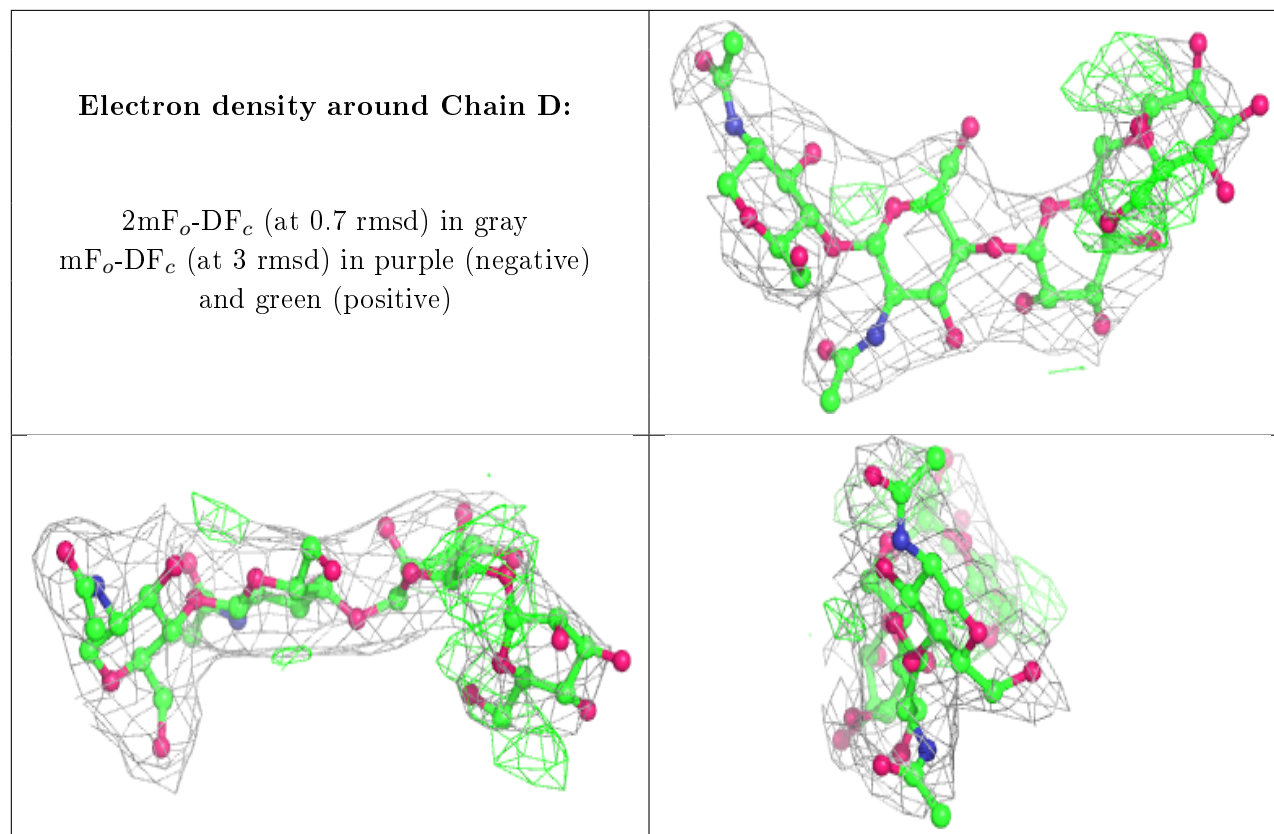 Electron density around Chain D:
2mFₒ-DF𝒸 (at 0.7 rmsd) in gray
mFₒ-DF𝒸 (at 3 rmsd) in purple (negative)
and green (positive)